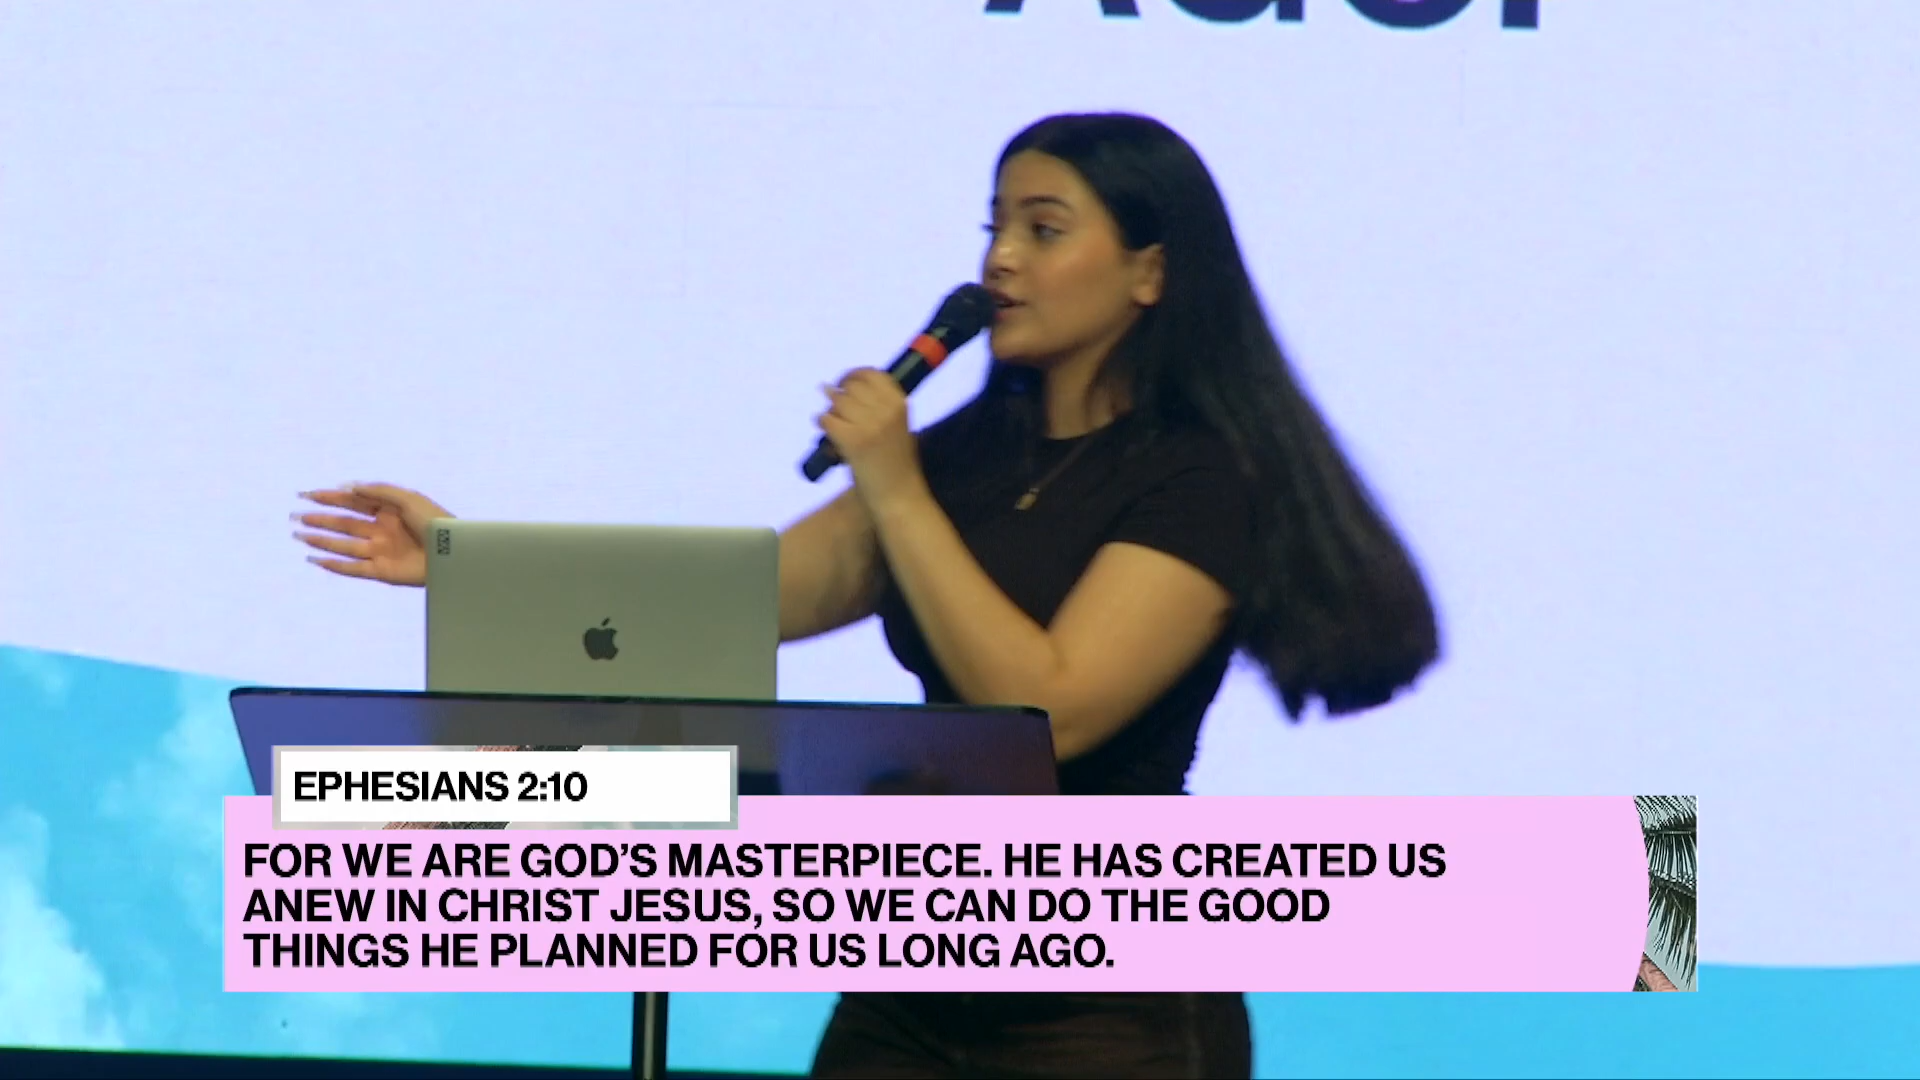 EPHESIANS 2:10
FOR WE ARE GOD'S MASTERPIECE. HE HAS CREATED US
ANEW IN CHRIST JESUS, SO WE CAN DO THE GOOD
THINGS HE PLANNED FOR US LONG AGO.